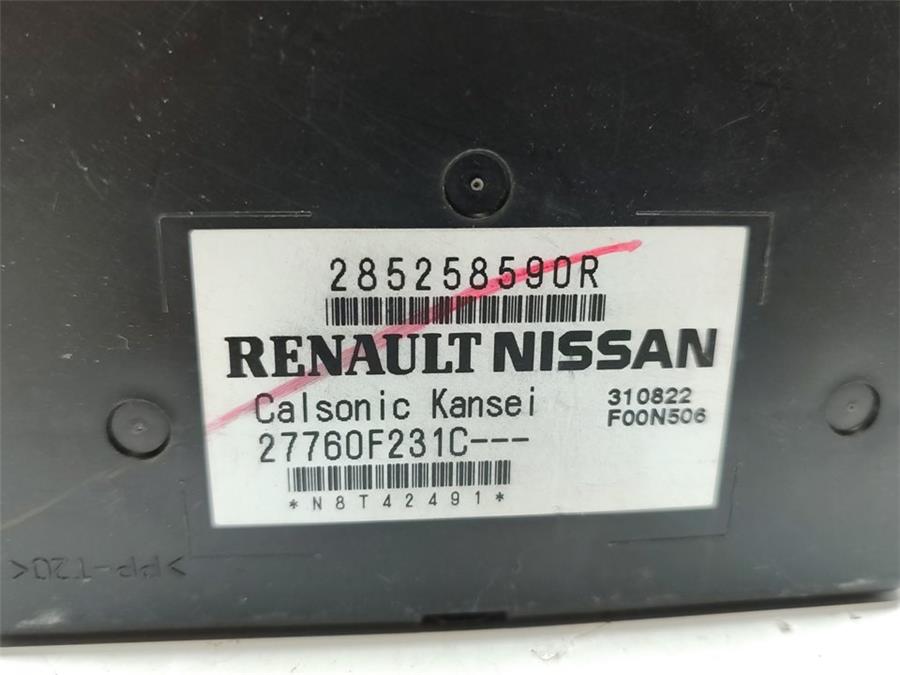 285258590R
RENAULT NISSAN
Calsonic Kansei 310822
27760F231C--- F00N506
*N8T42491*
>PP-T20<